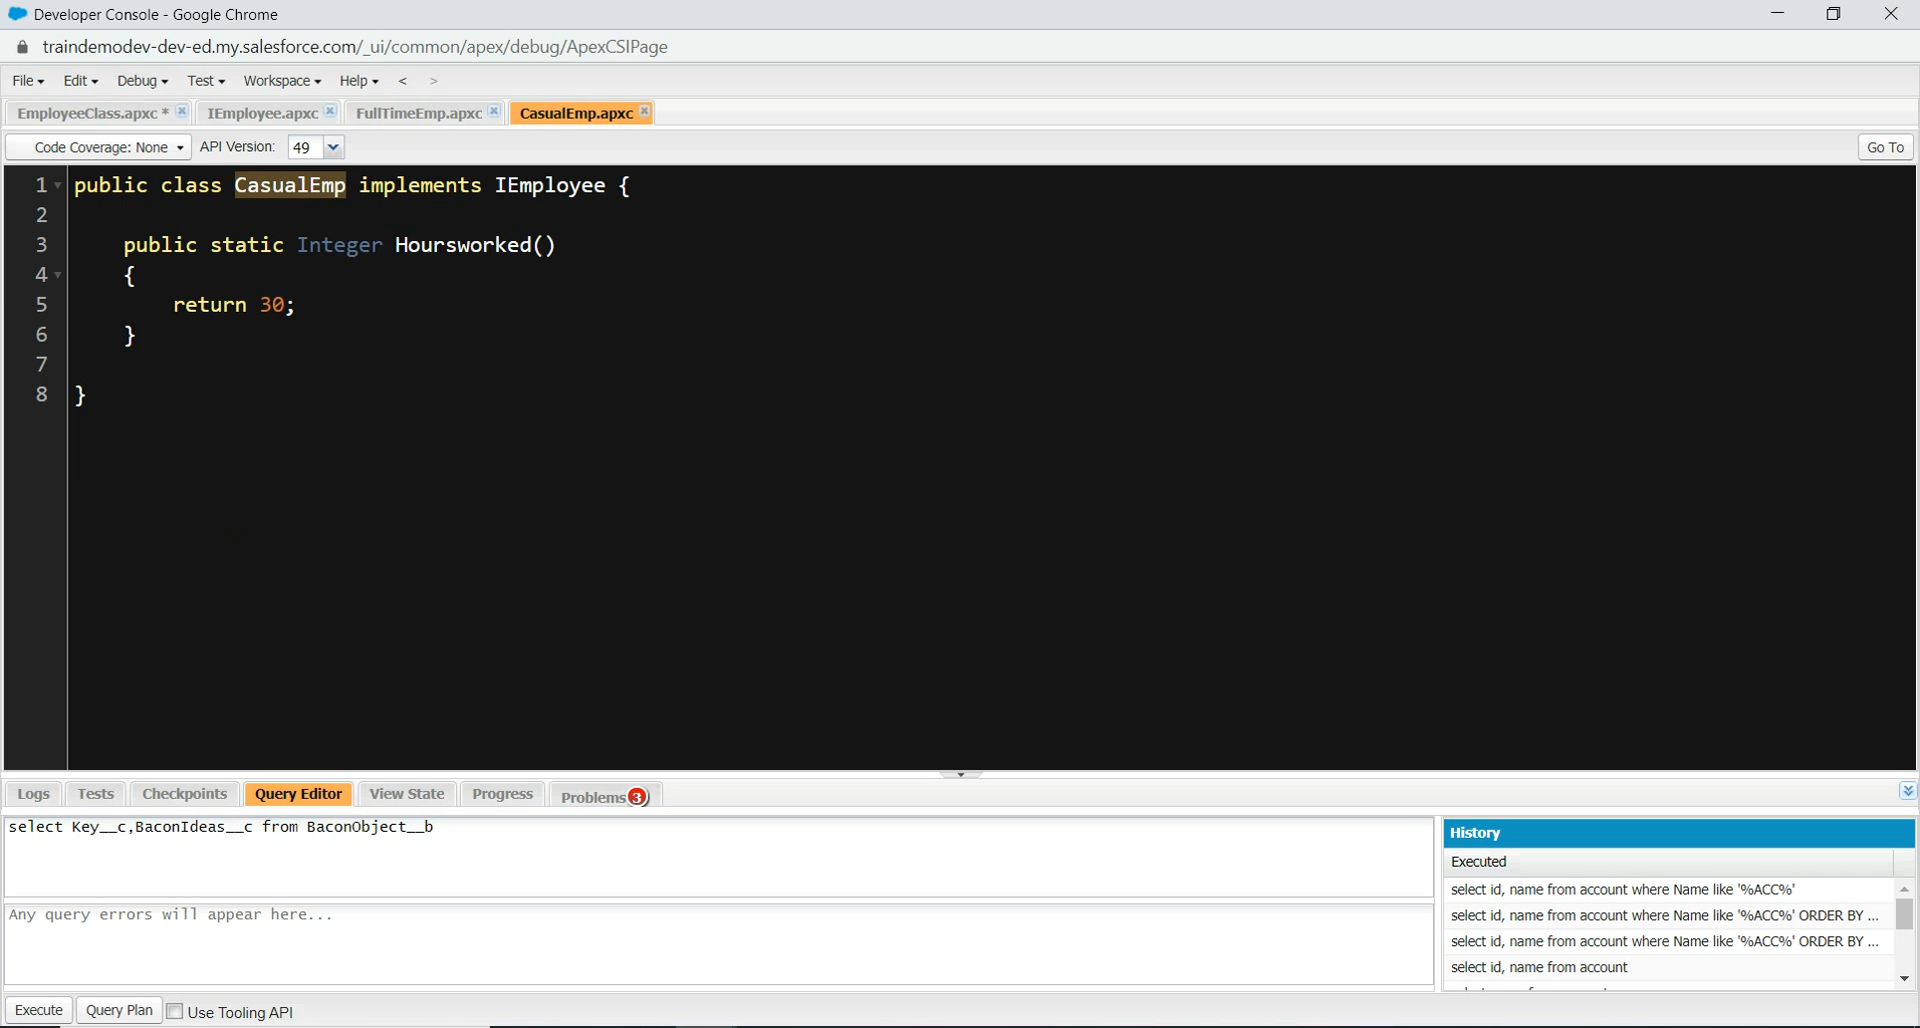 Developer Console - Google Chrome
traindemodev-dev-ed.my.salesforce.com/_ui/common/apex/debug/ApexCSIPage
File Edit Debug Test Workspace Help < >
EmployeeClass.apxc * IEmployee.apxc FullTimeEmp.apxc CasualEmp.apxc
Code Coverage: None API Version: 49 Go To
1 public class CasualEmp implements IEmployee {
2
3 public static Integer Hoursworked()
4 {
5 return 30;
6 }
7
8 }
Logs Tests Checkpoints Query Editor View State Progress Problems 3
select Key__c,BaconIdeas__c from BaconObject__b
Any query errors will appear here...
History
Executed
select id, name from account where Name like '%ACC%'
select id, name from account where Name like '%ACC%' ORDER BY ...
select id, name from account where Name like '%ACC%' ORDER BY ...
select id, name from account
Execute Query Plan Use Tooling API